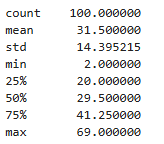 count    100.000000
mean      31.500000
std       14.395215
min        2.000000
25%       20.000000
50%       29.500000
75%       41.250000
max       69.000000